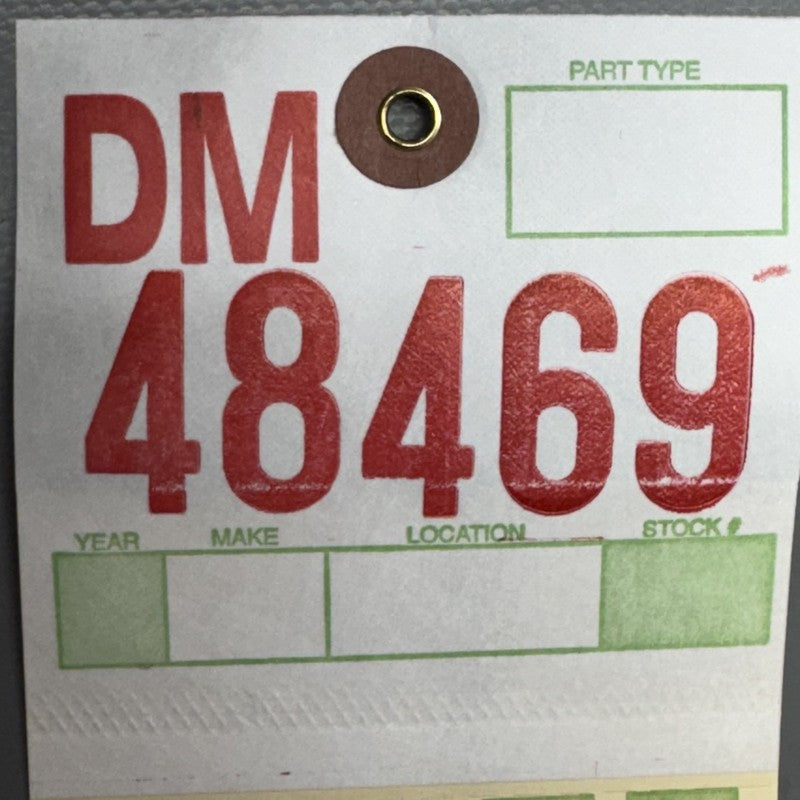 DM
PART TYPE
48469
YEAR MAKE LOCATION STOCK #